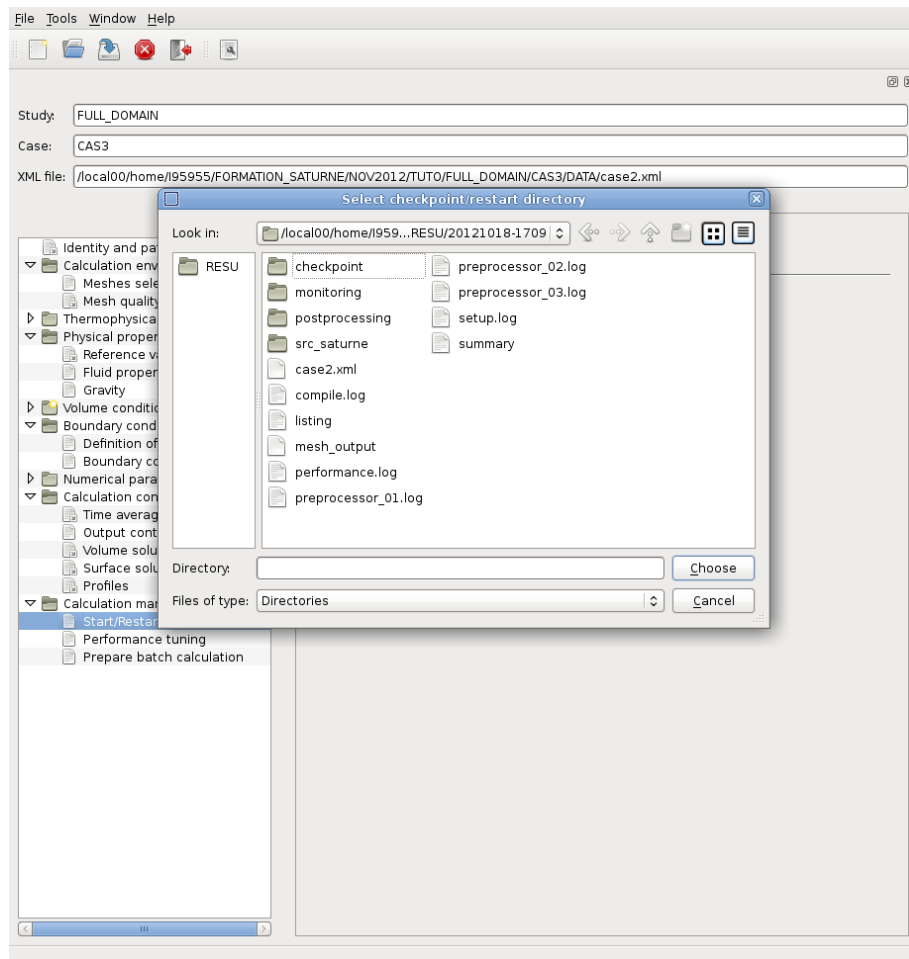 File Tools Window Help
Study: FULL_DOMAIN
Case: CAS3
XML file: /local00/home/I95955/FORMATION_SATURNE/NOV2012/TUTO/FULL_DOMAIN/CAS3/DATA/case2.xml
Select checkpoint/restart directory
Look in: /local00/home/I959...RESU/20121018-1709
RESU
checkpoint
monitoring
postprocessing
src_saturne
case2.xml
compile.log
listing
mesh_output
performance.log
preprocessor_01.log
preprocessor_02.log
preprocessor_03.log
setup.log
summary
Directory:
Choose
Files of type: Directories
Cancel
Identity and pa
Calculation env
Meshes sele
Mesh quality
Thermophysica
Physical proper
Reference va
Fluid proper
Gravity
Volume conditio
Boundary cond
Definition of
Boundary co
Numerical para
Calculation con
Time averag
Output cont
Volume solu
Surface solu
Profiles
Calculation mar
Start/Restar
Performance tuning
Prepare batch calculation